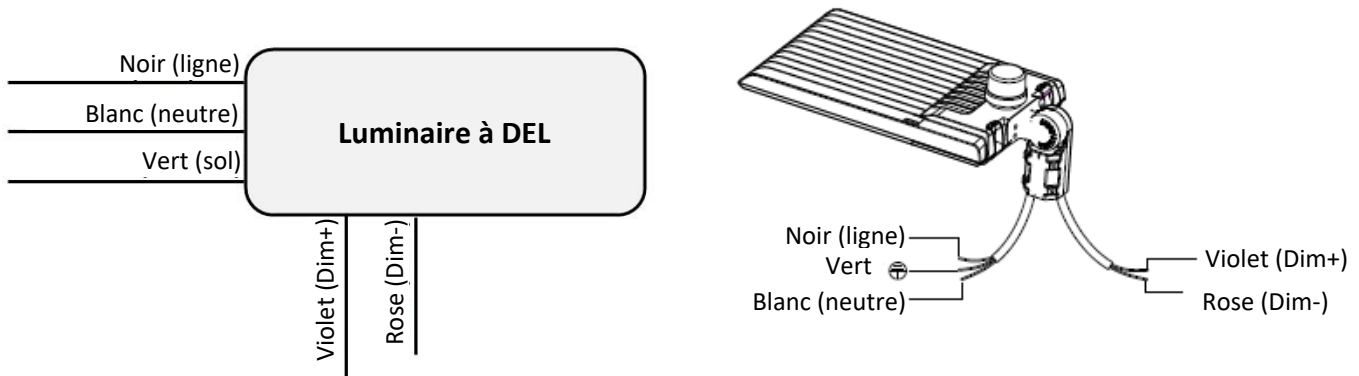 Noir (ligne)
Blanc (neutre)
Vert (sol)
Luminaire à DEL
Violet (Dim+)
Rose (Dim-)
Noir (ligne)
Vert
Blanc (neutre)
Violet (Dim+)
Rose (Dim-)